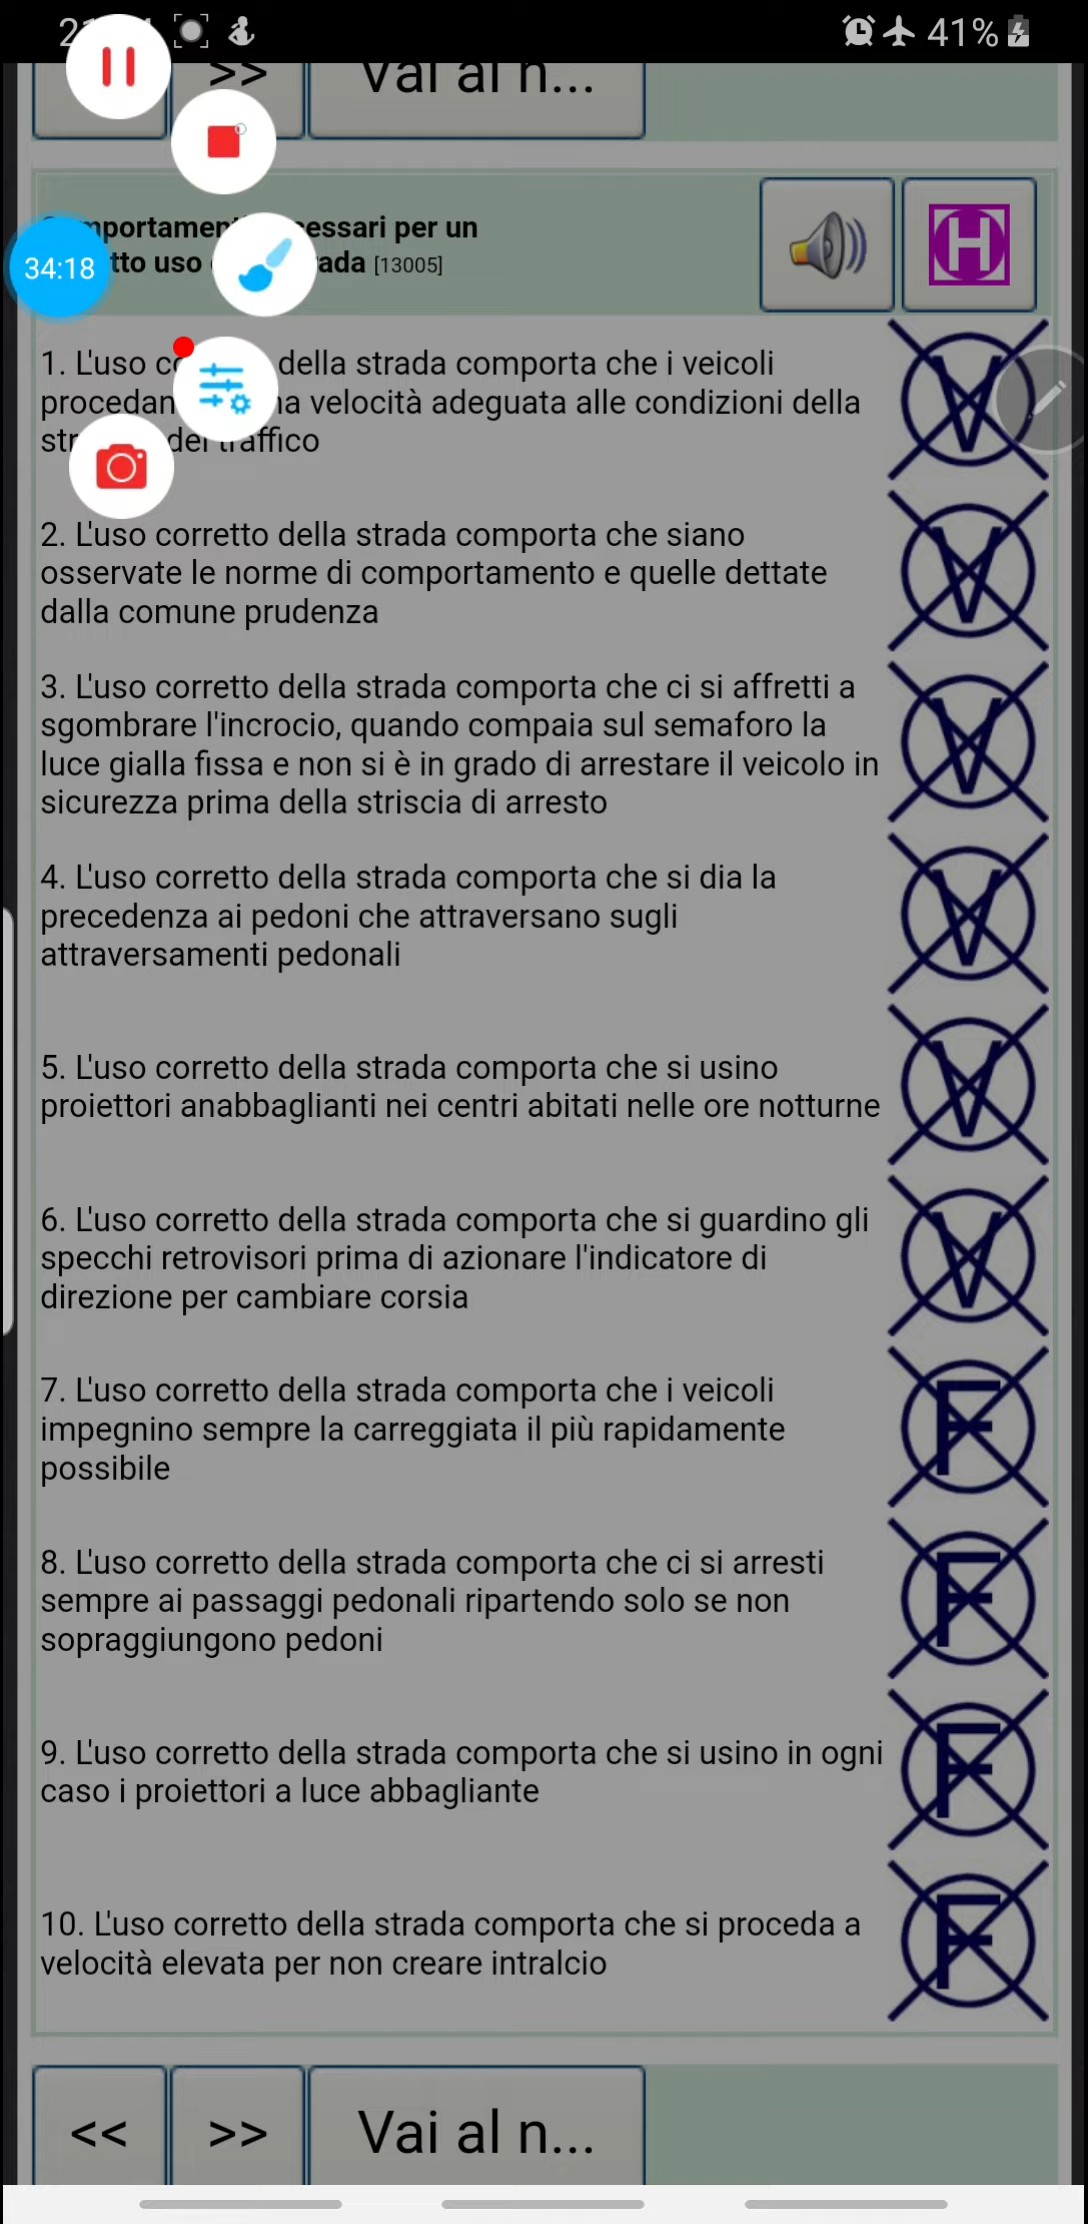 41%
>>
Vai al n...
essari per un
tto uso
ada [13005]
34:18
1. L'uso della strada comporta che i veicoli
procedan a velocità adeguata alle condizioni della
del traffico
V
2. L'uso corretto della strada comporta che siano
osservate le norme di comportamento e quelle dettate
dalla comune prudenza
V
3. L'uso corretto della strada comporta che ci si affretti a
sgombrare l'incrocio, quando compaia sul semaforo la
luce gialla fissa e non si è in grado di arrestare il veicolo in
sicurezza prima della striscia di arresto
V
4. L'uso corretto della strada comporta che si dia la
precedenza ai pedoni che attraversano sugli
attraversamenti pedonali
V
5. L'uso corretto della strada comporta che si usino
proiettori anabbaglianti nei centri abitati nelle ore notturne
V
6. L'uso corretto della strada comporta che si guardino gli
specchi retrovisori prima di azionare l'indicatore di
direzione per cambiare corsia
V
7. L'uso corretto della strada comporta che i veicoli
impegnino sempre la carreggiata il più rapidamente
possibile
F
8. L'uso corretto della strada comporta che ci si arresti
sempre ai passaggi pedonali ripartendo solo se non
sopraggiungono pedoni
F
9. L'uso corretto della strada comporta che si usino in ogni
caso i proiettori a luce abbagliante
F
10. L'uso corretto della strada comporta che si proceda a
velocità elevata per non creare intralcio
F
<< >> Vai al n...